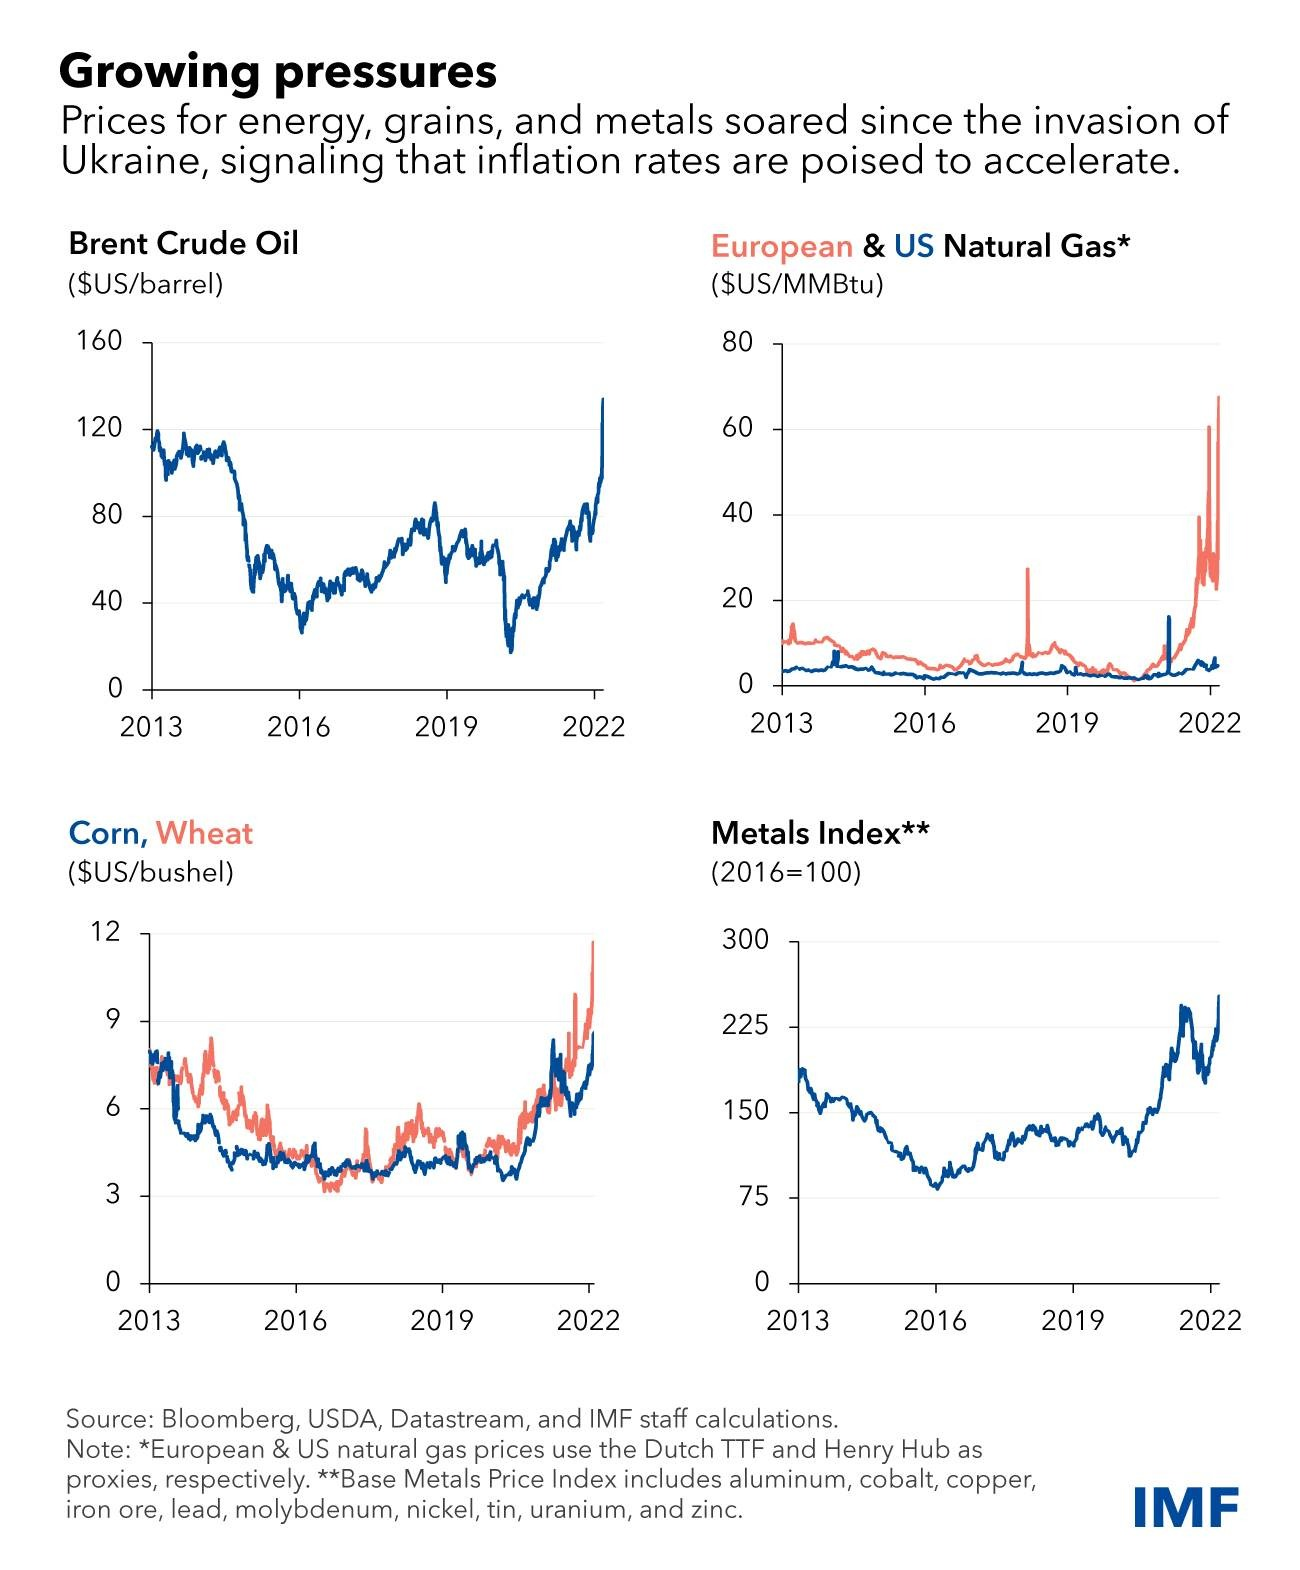 Growing pressures
Prices for energy, grains, and metals soared since the invasion of
Ukraine, signaling that inflation rates are poised to accelerate.
Brent Crude Oil
($US/barrel)
160
120
80
40
0
2013 2016 2019 2022
European & US Natural Gas*
($US/MMBtu)
80
60
40
20
0
2013 2016 2019 2022
Corn, Wheat
($US/bushel)
12
9
6
3
0
2013 2016 2019 2022
Metals Index**
(2016=100)
300
225
150
75
0
2013 2016 2019 2022
Source: Bloomberg, USDA, Datastream, and IMF staff calculations.
Note: *European & US natural gas prices use the Dutch TTF and Henry Hub as
proxies, respectively. **Base Metals Price Index includes aluminum, cobalt, copper,
iron ore, lead, molybdenum, nickel, tin, uranium, and zinc.
IMF